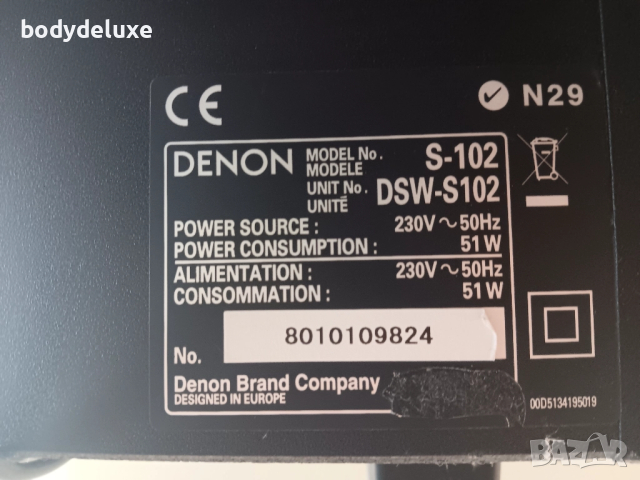 bodydeluxe
CE
N29
DENON
MODEL No. S-102
MODELE
UNIT No. DSW-S102
UNITÉ
POWER SOURCE : 230V ~ 50Hz
POWER CONSUMPTION : 51 W
ALIMENTATION : 230V ~ 50Hz
CONSOMMATION : 51 W
No. 8010109824
Denon Brand Company
DESIGNED IN EUROPE
00D5134195019
BAZAR